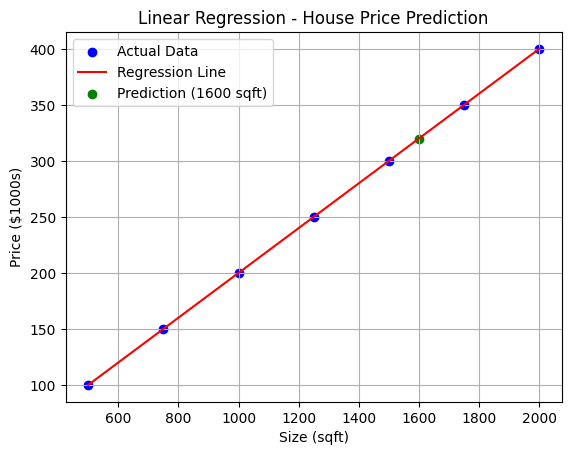 Linear Regression - House Price Prediction
Actual Data
Regression Line
Prediction (1600 sqft)
Price ($1000s)
400
350
300
250
200
150
100
600 800 1000 1200 1400 1600 1800 2000
Size (sqft)